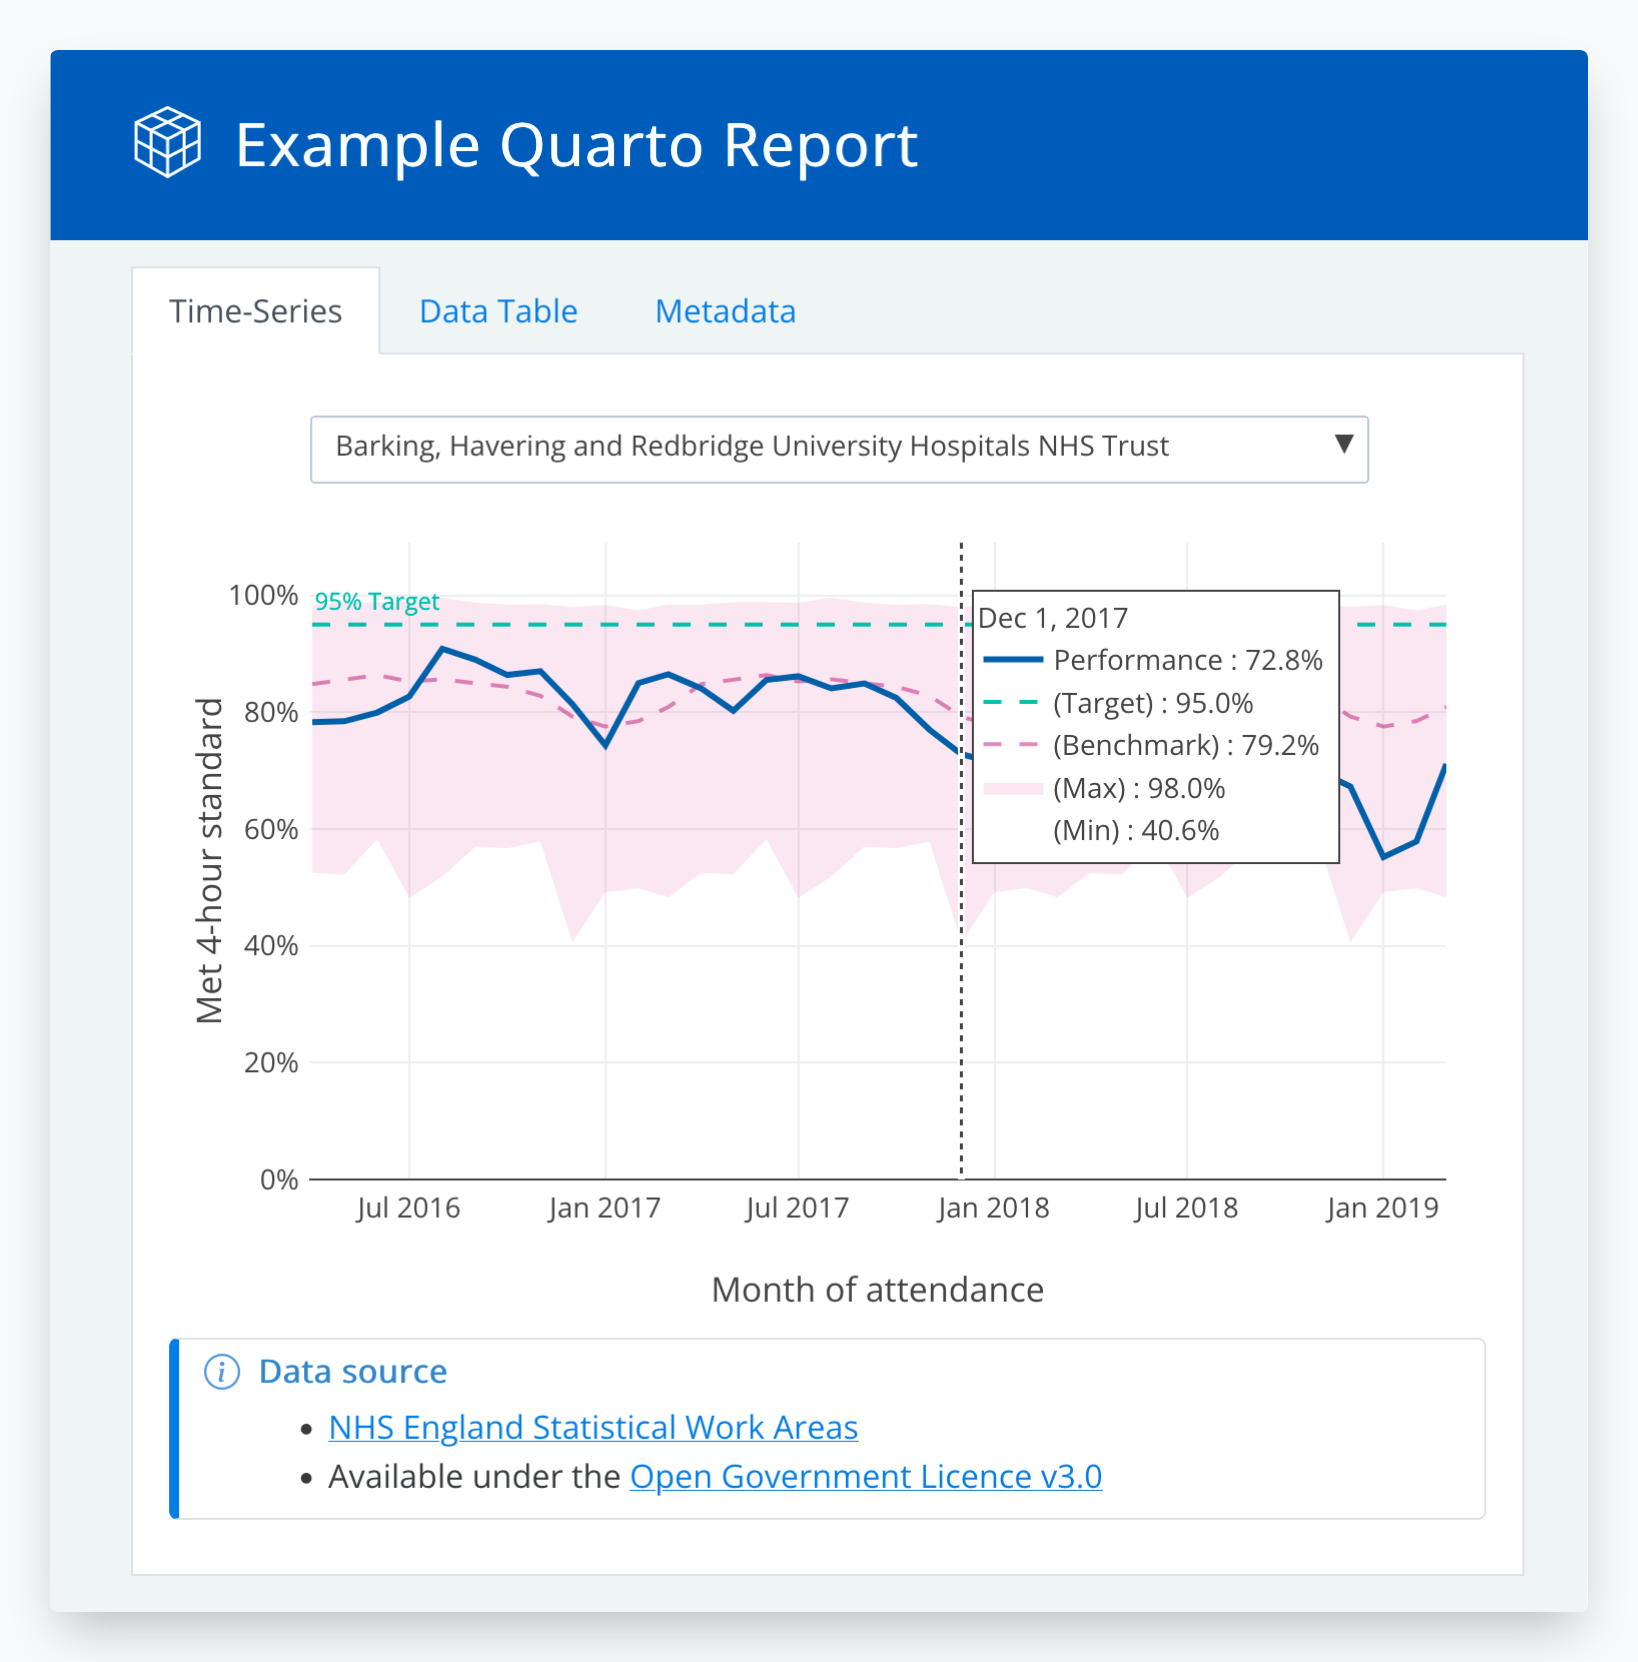 Example Quarto Report
Time-Series
Data Table
Metadata
Barking, Havering and Redbridge University Hospitals NHS Trust
Met 4-hour standard
100%
80%
60%
40%
20%
0%
95% Target
Dec 1, 2017
Performance : 72.8%
(Target) : 95.0%
(Benchmark) : 79.2%
(Max) : 98.0%
(Min) : 40.6%
Jul 2016
Jan 2017
Jul 2017
Jan 2018
Jul 2018
Jan 2019
Month of attendance
Data source
NHS England Statistical Work Areas
Available under the Open Government Licence v3.0